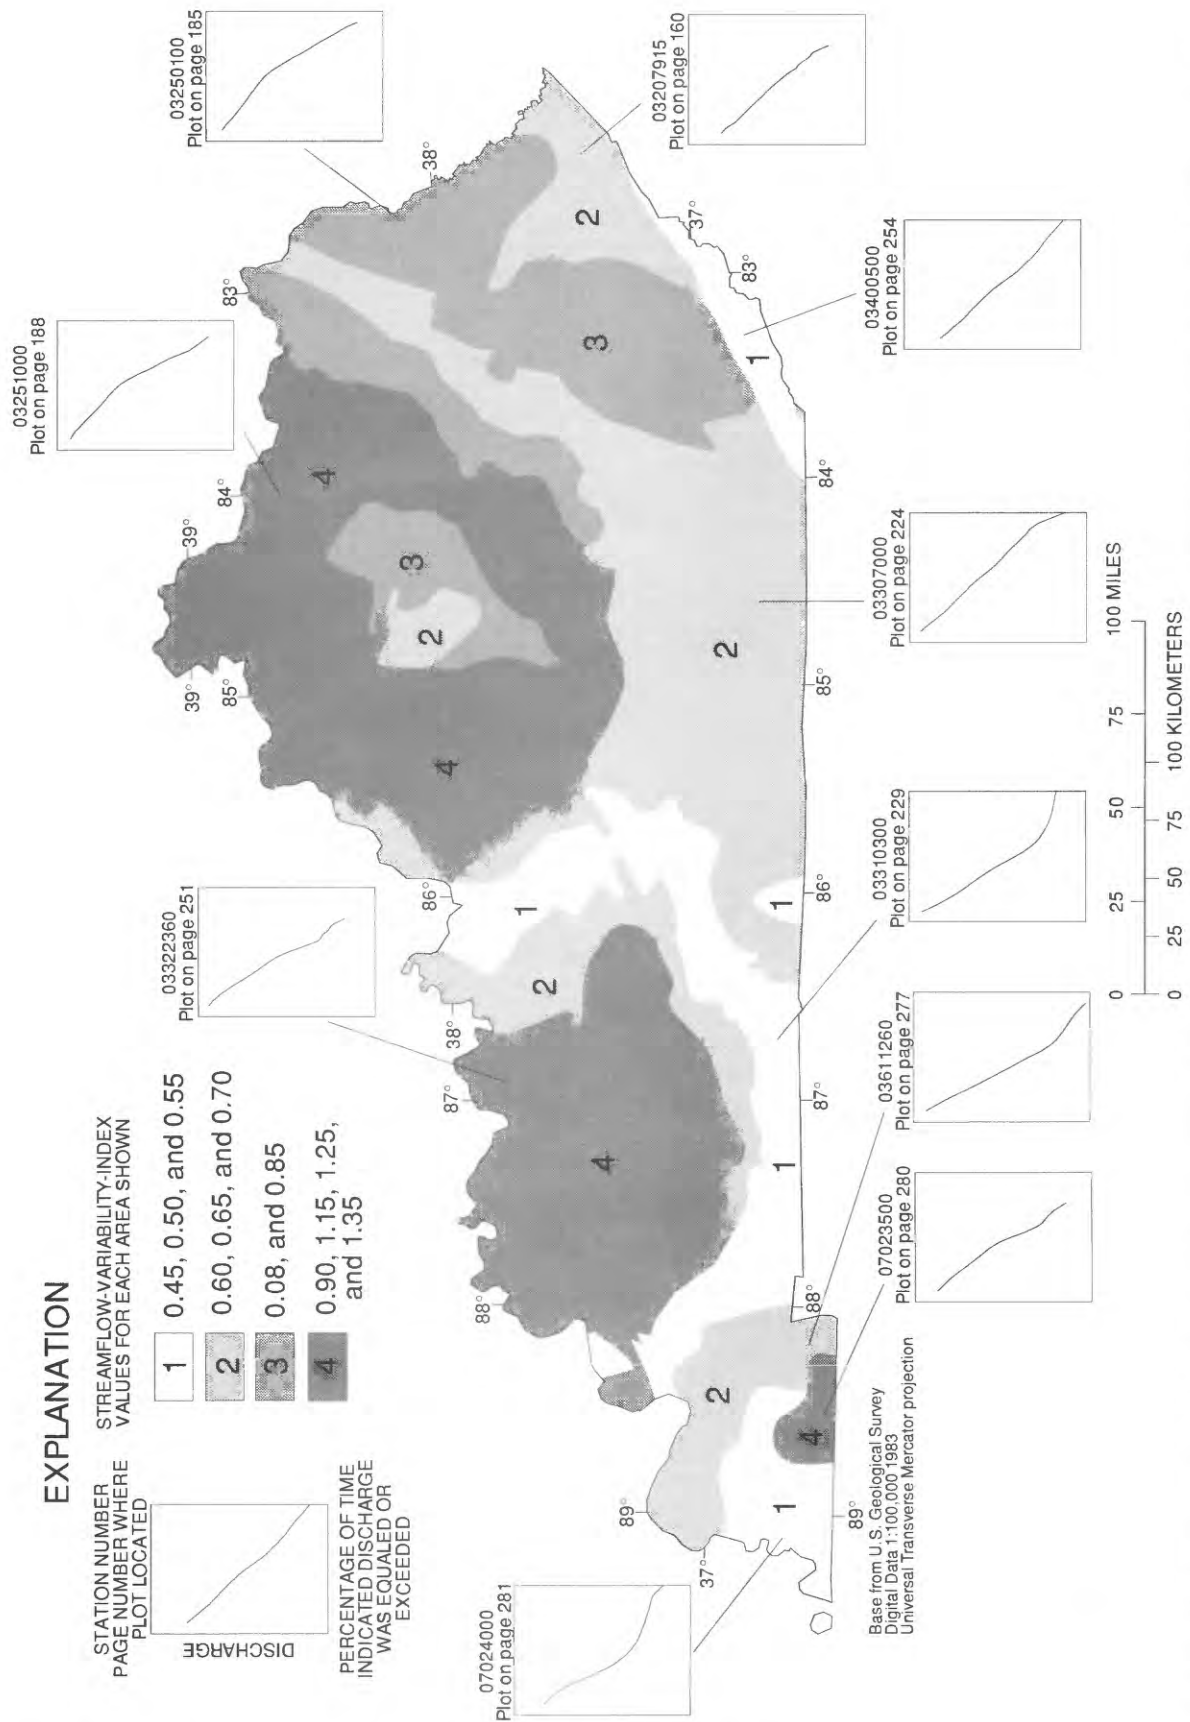 EXPLANATION
STATION NUMBER
PAGE NUMBER WHERE
PLOT LOCATED
DISCHARGE
PERCENTAGE OF TIME
INDICATED DISCHARGE
WAS EQUALED OR
EXCEEDED
STREAMFLOW-VARIABILITY-INDEX
VALUES FOR EACH AREA SHOWN
1 0.45, 0.50, and 0.55
2 0.60, 0.65, and 0.70
3 0.08, and 0.85
4 0.90, 1.15, 1.25,
and 1.35
03322360
Plot on page 251
03251000
Plot on page 188
03250100
Plot on page 185
03207915
Plot on page 160
03400500
Plot on page 254
03307000
Plot on page 224
03310300
Plot on page 229
03611260
Plot on page 277
07023500
Plot on page 280
07024000
Plot on page 281
39°
39°
85°
84°
83°
38°
86°
38°
87°
88°
89°
37°
89°
88°
87°
86°
85°
84°
83°
37°
4
3
2
4
2
3
2
1
2
1
2
4
1
1
2
4
1
Base from U.S. Geological Survey
Digital Data 1:100,000 1983
Universal Transverse Mercator projection
0 25 50 75 100 MILES
0 25 50 75 100 KILOMETERS